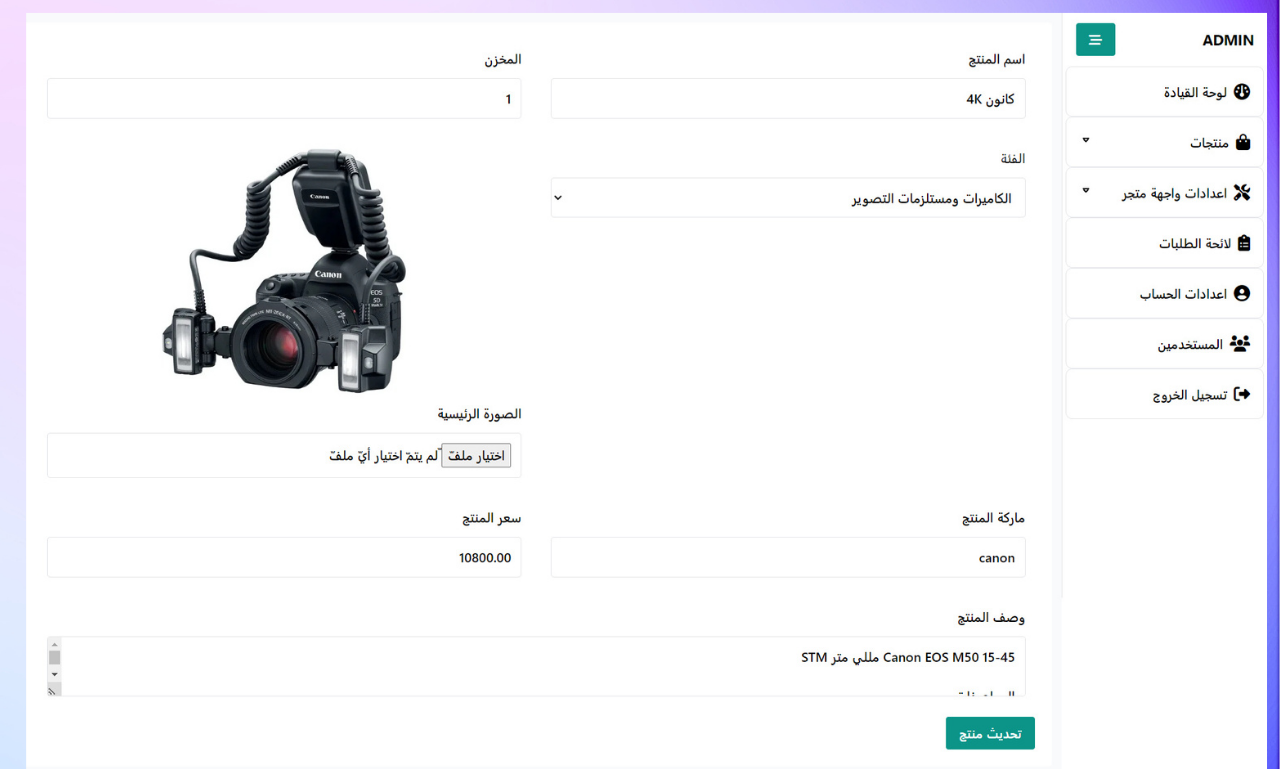 ADMIN
لوحة القيادة
منتجات
اعدادات واجهة متجر
لائحة الطلبات
اعدادات الحساب
المستخدمين
تسجيل الخروج
اسم المنتج
كانون 4K
المخزن
1
الفئة
الكاميرات ومستلزمات التصوير
Canon
Canon
EOS
5D
الصورة الرئيسية
اختيار ملفّ لم يتمّ اختيار أيّ ملفّ
ماركة المنتج
canon
سعر المنتج
10800.00
وصف المنتج
Canon EOS M50 15-45 مللي متر STM
تحديث منتج